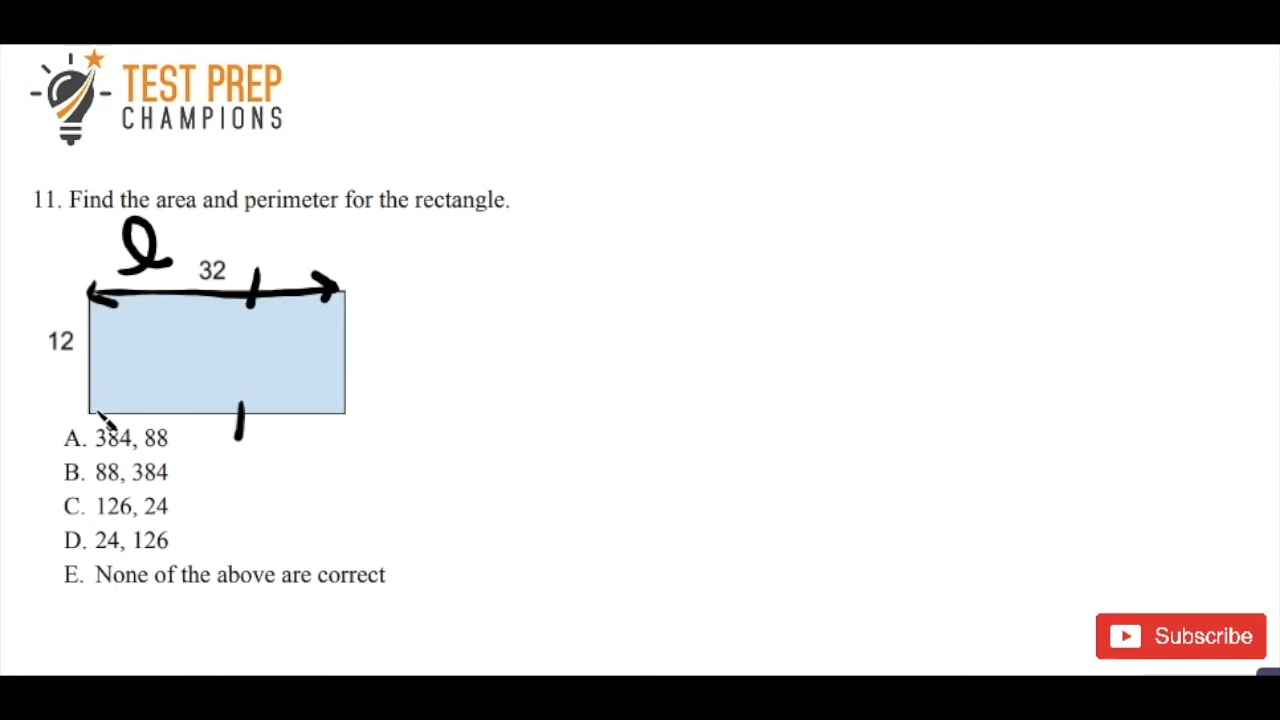 TEST PREP
CHAMPIONS
11. Find the area and perimeter for the rectangle.
l
32
12
A. 384, 88
B. 88, 384
C. 126, 24
D. 24, 126
E. None of the above are correct
Subscribe